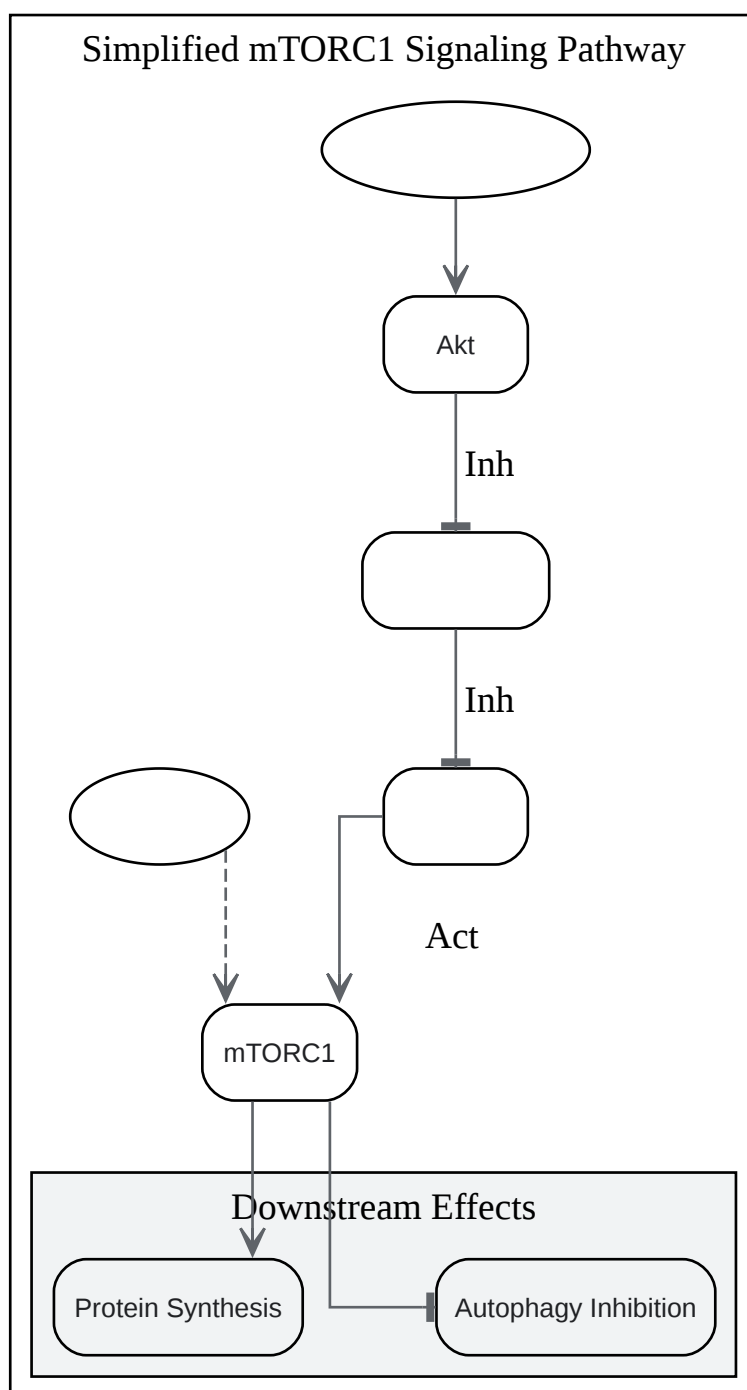 Simplified mTORC1 Signaling Pathway
Akt
Inh
Inh
Act
mTORC1
Downstream Effects
Protein Synthesis
Autophagy Inhibition